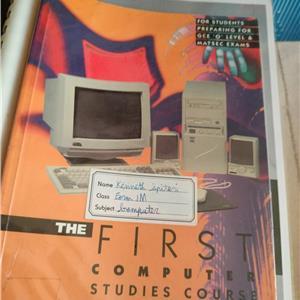 FOR STUDENTS
PREPARING FOR
GCE 'O' LEVEL &
MATSEC EXAMS
Name Kenneth Spiteri
Class Form 1M
Subject Computer
THE FIRST
COMPUTER
STUDIES COURSE